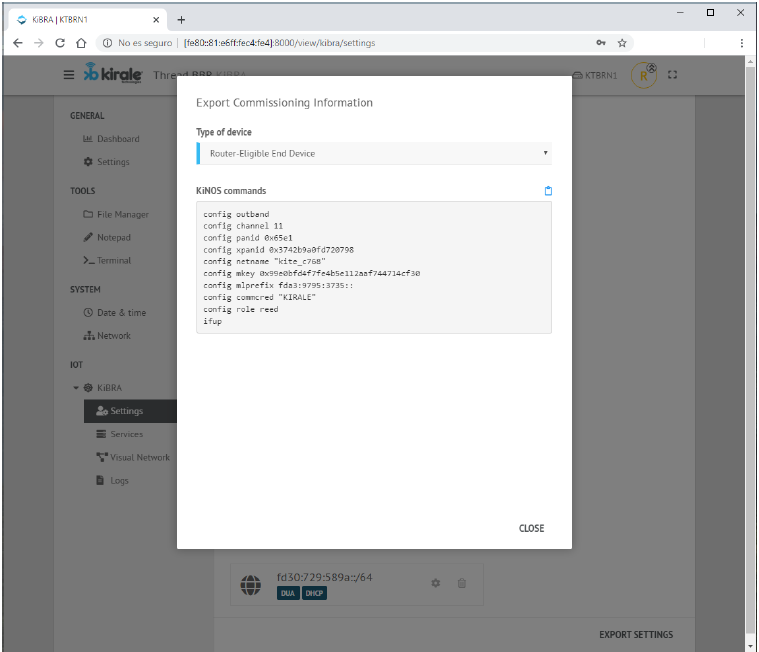 KiBRA | KTBRN1
No es seguro | [fe80::81:e6ff:fec4:fe4]:8000/view/kibra/settings
kirale
Thread BBR KiBRA
KTBRN1
R
GENERAL
Dashboard
Settings
TOOLS
File Manager
Notepad
Terminal
SYSTEM
Date & time
Network
IOT
KiBRA
Settings
Services
Visual Network
Logs
Export Commissioning Information
Type of device
Router-Eligible End Device
KiNOS commands
config outband
config channel 11
config panid 0x65e1
config xpanid 0x3742b9a0fd720798
config netname "kite_c768"
config mkey 0x99e0bfd4f7fe4b5e112aaf744714cf30
config mlprefix fda3:9795:3735::
config commcred "KIRALE"
config role reed
ifup
CLOSE
fd30:729:589a::/64
DUA DHCP
EXPORT SETTINGS